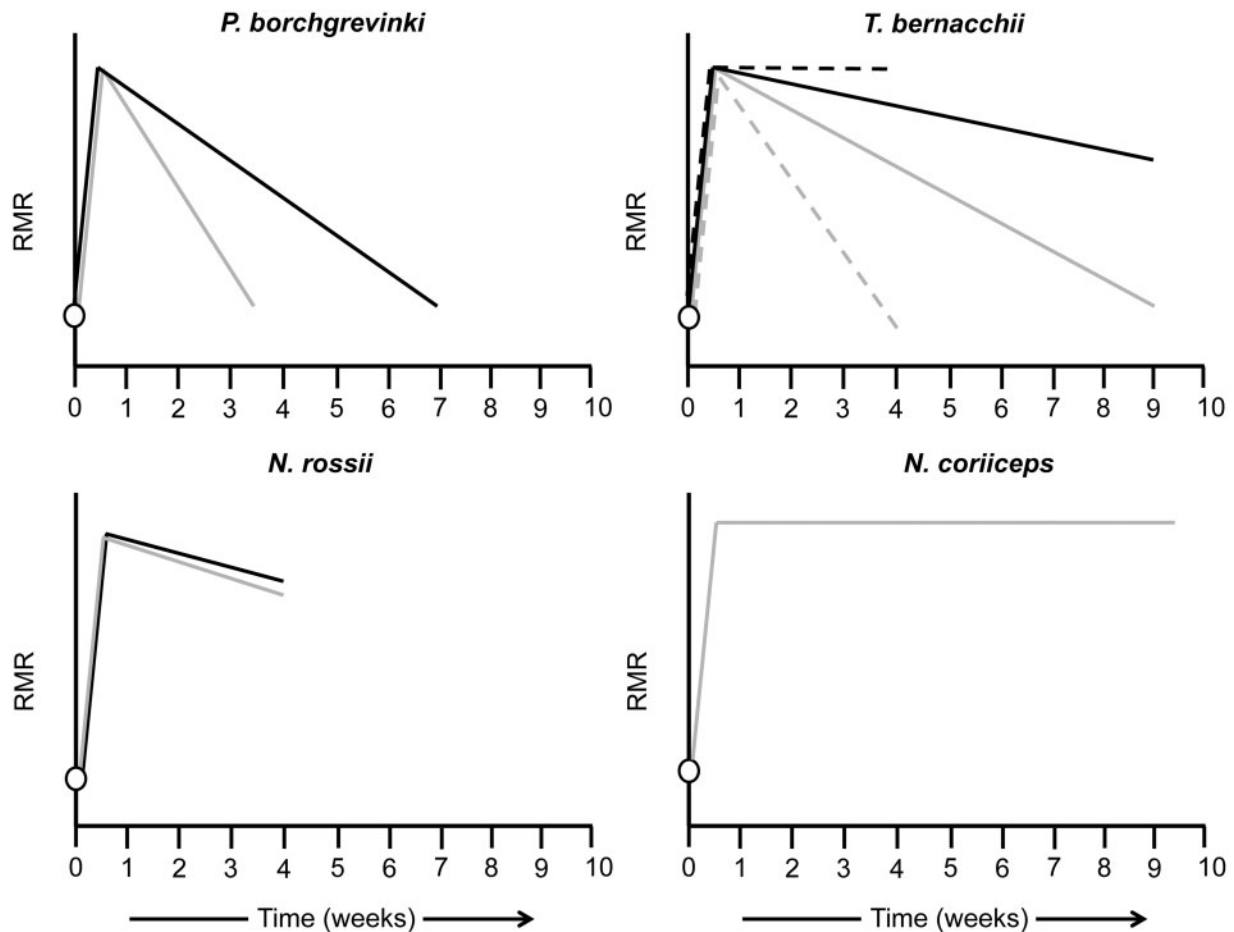 P. borchgrevinki
T. bernacchii
RMR
RMR
0 1 2 3 4 5 6 7 8 9 10
0 1 2 3 4 5 6 7 8 9 10
N. rossii
N. coriiceps
RMR
RMR
0 1 2 3 4 5 6 7 8 9 10
0 1 2 3 4 5 6 7 8 9 10
Time (weeks)
Time (weeks)